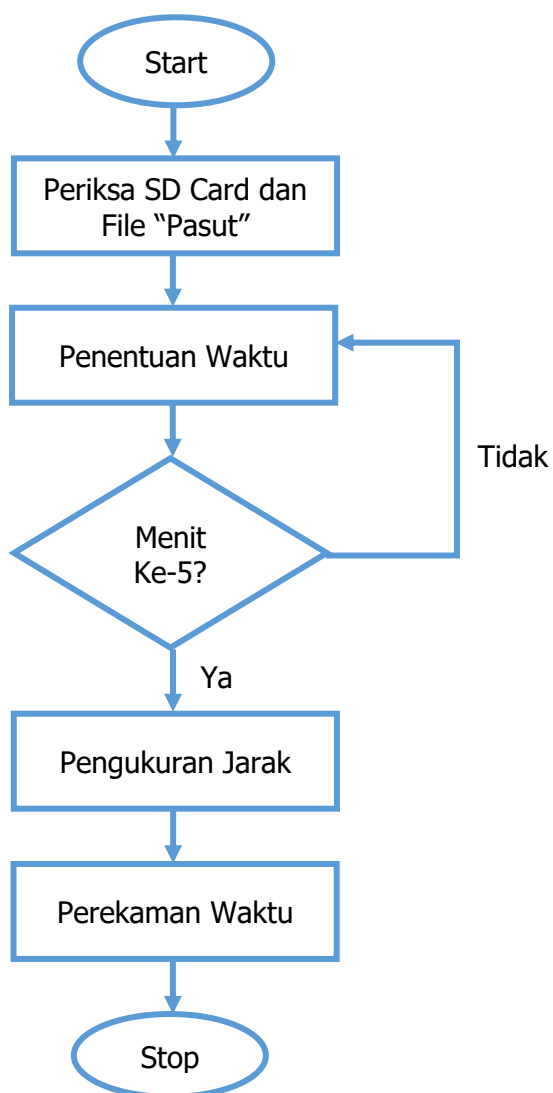 Start
Periksa SD Card dan
File “Pasut”
Penentuan Waktu
Tidak
Menit
Ke-5?
Ya
Pengukuran Jarak
Perekaman Waktu
Stop